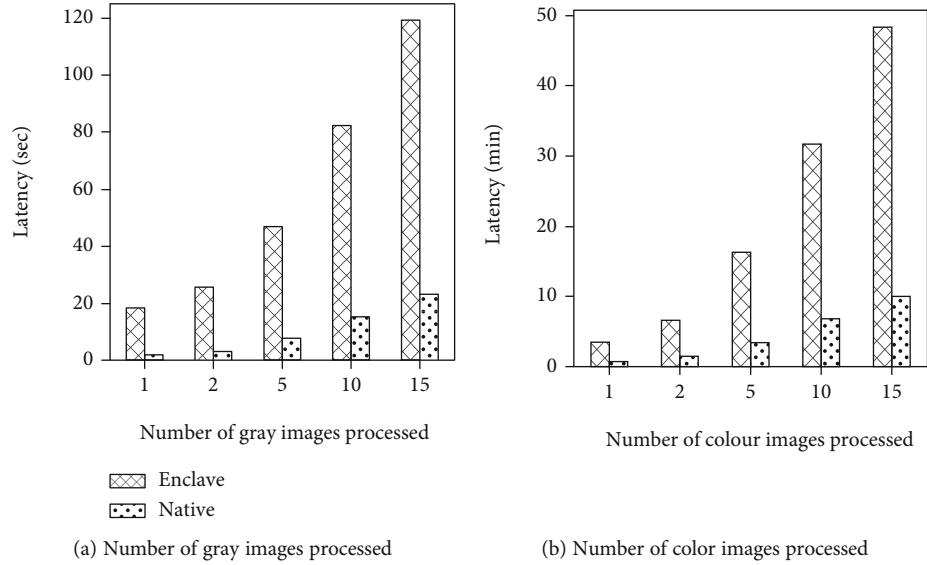 120
100
80
60
40
20
0
Latency (sec)
1 2 5 10 15
Number of gray images processed
Enclave
Native
(a) Number of gray images processed
50
40
30
20
10
0
Latency (min)
1 2 5 10 15
Number of colour images processed
(b) Number of color images processed